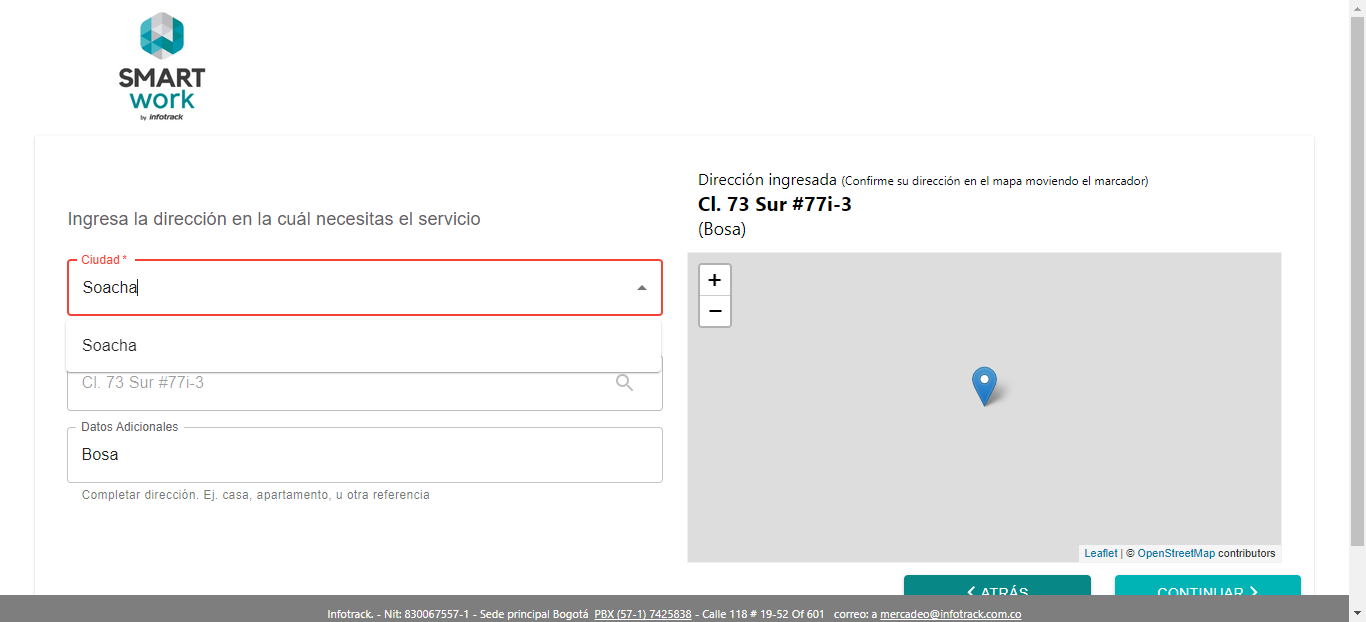 SMART
work
by infotrack
Ingresa la dirección en la cuál necesitas el servicio
Ciudad *
Soacha
Soacha
Cl. 73 Sur #77i-3
Datos Adicionales
Bosa
Completar dirección. Ej. casa, apartamento, u otra referencia
Dirección ingresada (Confirme su dirección en el mapa moviendo el marcador)
Cl. 73 Sur #77i-3
(Bosa)
+
−
Leaflet | © OpenStreetMap contributors
ATRÁS
CONTINUAR
Infotrack. - Nit: 830067557-1 - Sede principal Bogotá PBX (57-1) 7425838 - Calle 118 # 19-52 Of 601 correo: a mercadeo@infotrack.com.co